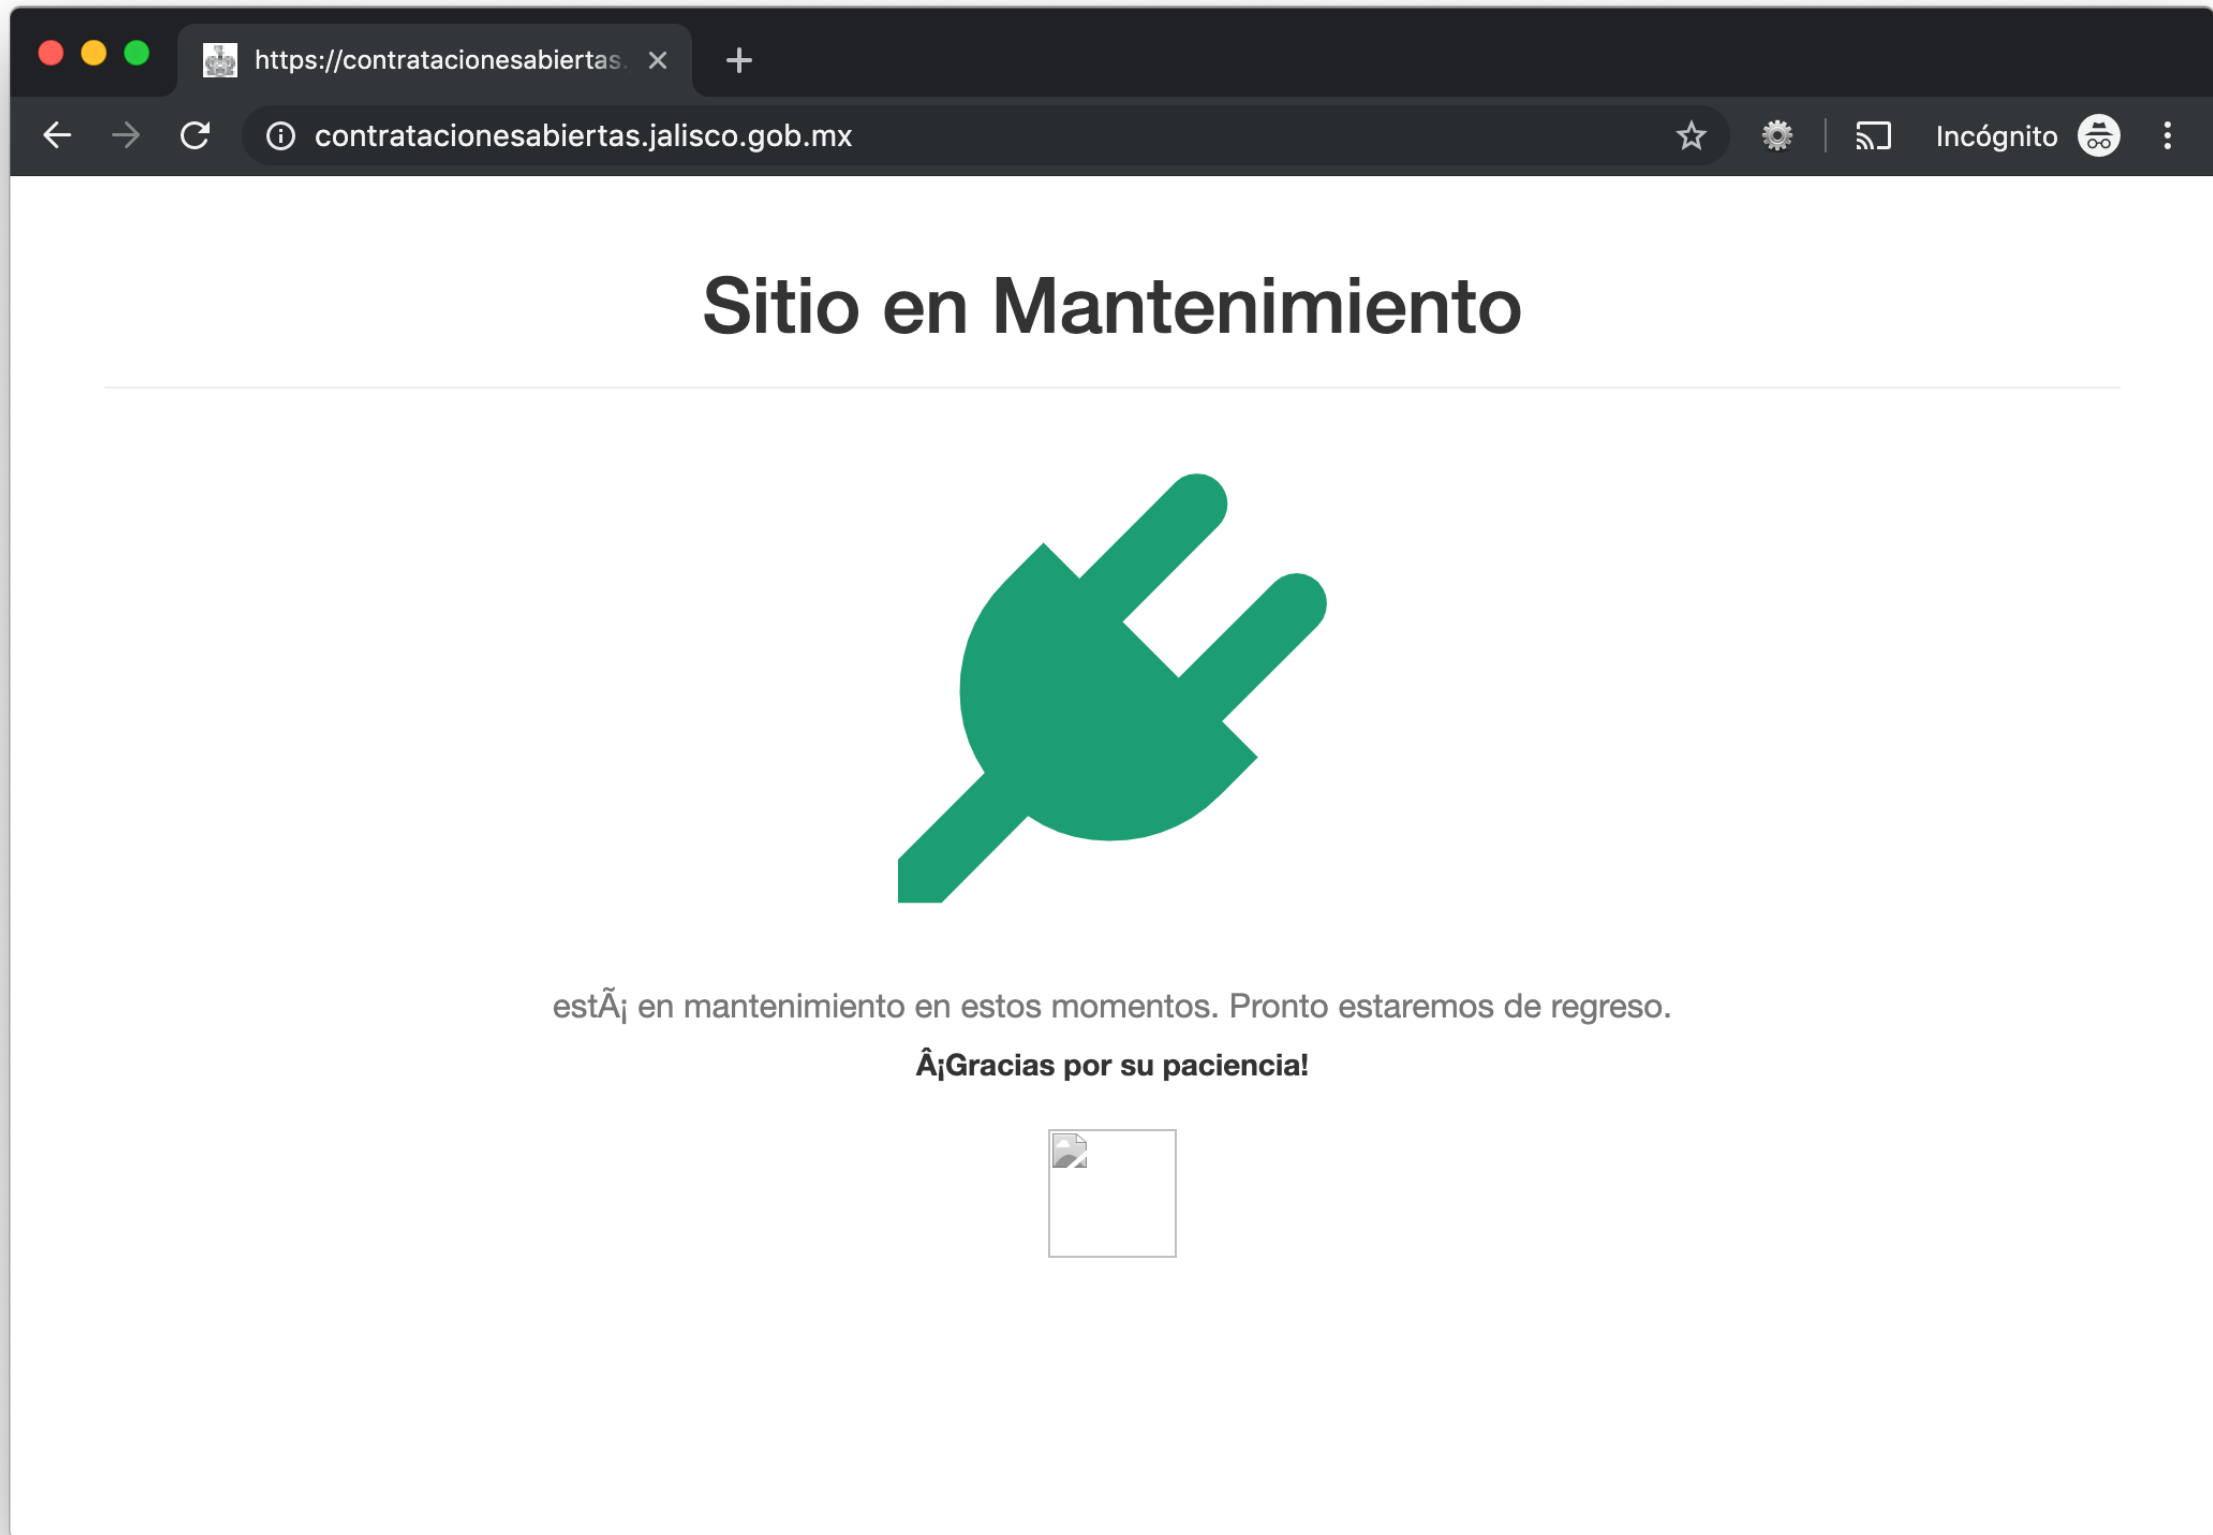 https://contratacionesabiertas.
contratacionesabiertas.jalisco.gob.mx
Incógnito
Sitio en Mantenimiento
estÃ¡ en mantenimiento en estos momentos. Pronto estaremos de regreso.
Â¡Gracias por su paciencia!